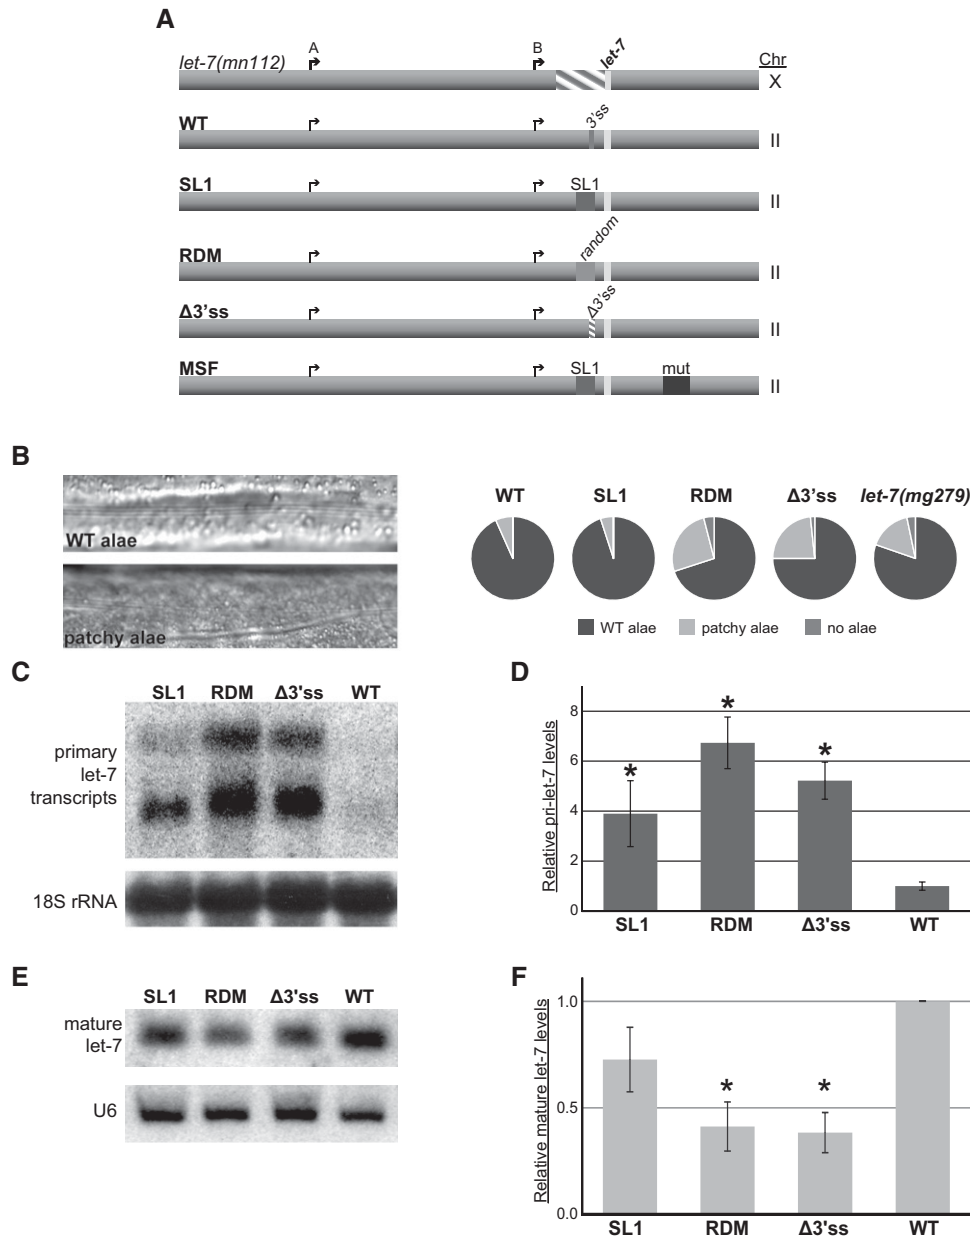 A
let-7(mn112)
A
B
let-7
Chr
X
WT
3'ss
II
SL1
SL1
II
RDM
random
II
Δ3'ss
Δ3'ss
II
MSF
SL1
mut
II
B
WT alae
patchy alae
WT
SL1
RDM
Δ3'ss
let-7(mg279)
WT alae
patchy alae
no alae
C
SL1
RDM
Δ3'ss
WT
primary
let-7
transcripts
18S rRNA
D
Relative pri-let-7 levels
8
6
4
2
0
*
*
*
SL1
RDM
Δ3'ss
WT
E
SL1
RDM
Δ3'ss
WT
mature
let-7
U6
F
Relative mature let-7 levels
1.0
0.5
0.0
*
*
SL1
RDM
Δ3'ss
WT